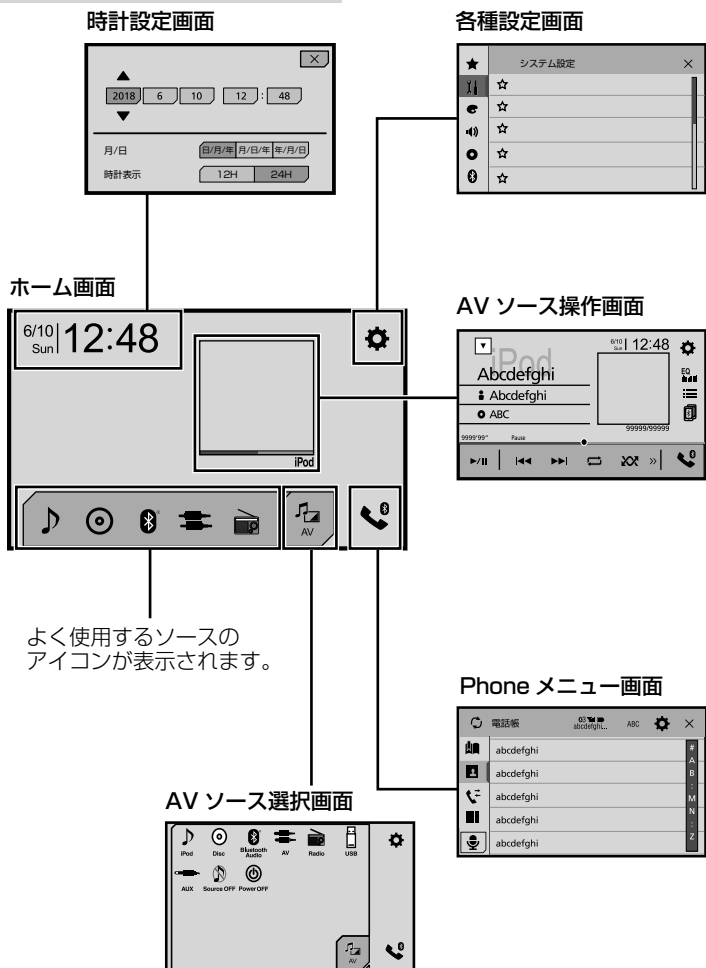 時計設定画面
2018 6 10 12 : 48
月/日 日/月/年 月/日/年 年/月/日
時計表示 12H 24H
各種設定画面
システム設定
ホーム画面
6/10
Sun
12:48
iPod
AV
よく使用するソースの
アイコンが表示されます。
AV ソース操作画面
iPod
6/10
Sun
12:48
Abcdefghi
Abcdefghi
ABC
EQ
99999/99999
9999'99" Pause
Phone メニュー画面
電話帳 03 abcdefghi... ABC
abcdefghi
abcdefghi
abcdefghi
abcdefghi
abcdefghi
#
A
B
:
M
N
:
Z
AV ソース選択画面
iPod Disc Bluetooth Audio AV Radio USB
AUX Source OFF Power OFF
AV